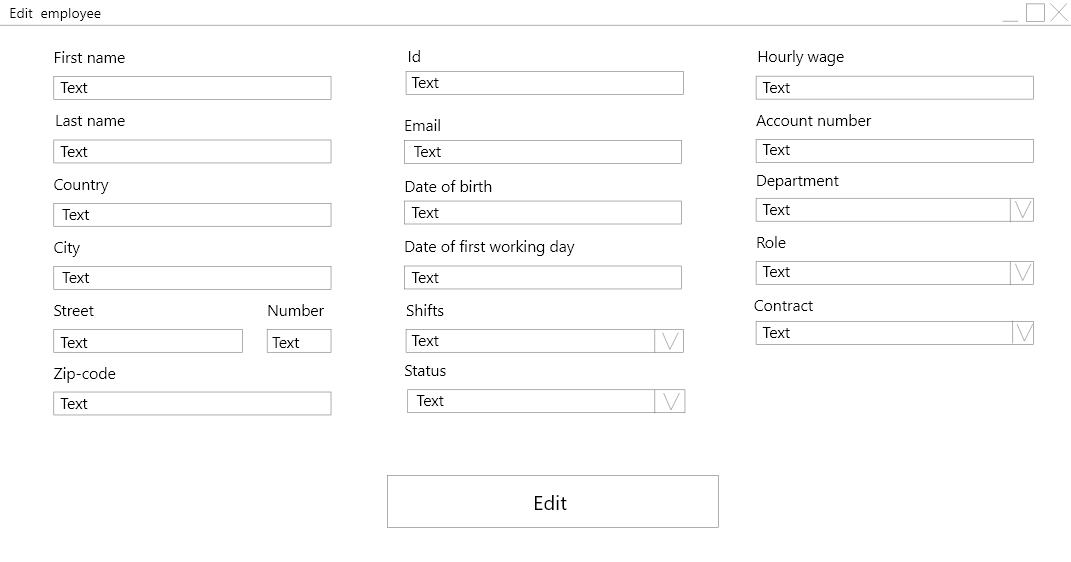 Edit employee
First name
Text
Last name
Text
Country
Text
City
Text
Street Number
Text Text
Zip-code
Text
Id
Text
Email
Text
Date of birth
Text
Date of first working day
Text
Shifts
Text
Status
Text
Hourly wage
Text
Account number
Text
Department
Text
Role
Text
Contract
Text
Edit